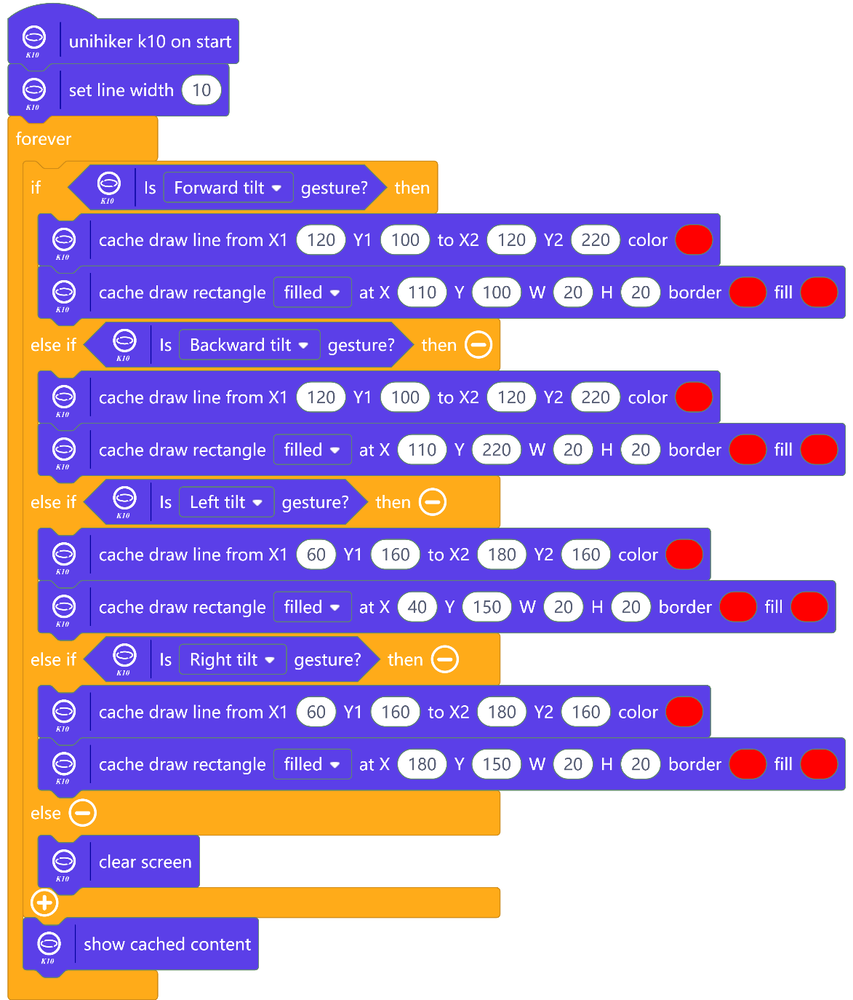 K10 unihiker k10 on start
K10 set line width 10
forever
if K10 Is Forward tilt gesture? then
K10 cache draw line from X1 120 Y1 100 to X2 120 Y2 220 color
K10 cache draw rectangle filled at X 110 Y 100 W 20 H 20 border fill
else if K10 Is Backward tilt gesture? then
K10 cache draw line from X1 120 Y1 100 to X2 120 Y2 220 color
K10 cache draw rectangle filled at X 110 Y 220 W 20 H 20 border fill
else if K10 Is Left tilt gesture? then
K10 cache draw line from X1 60 Y1 160 to X2 180 Y2 160 color
K10 cache draw rectangle filled at X 40 Y 150 W 20 H 20 border fill
else if K10 Is Right tilt gesture? then
K10 cache draw line from X1 60 Y1 160 to X2 180 Y2 160 color
K10 cache draw rectangle filled at X 180 Y 150 W 20 H 20 border fill
else
K10 clear screen
K10 show cached content